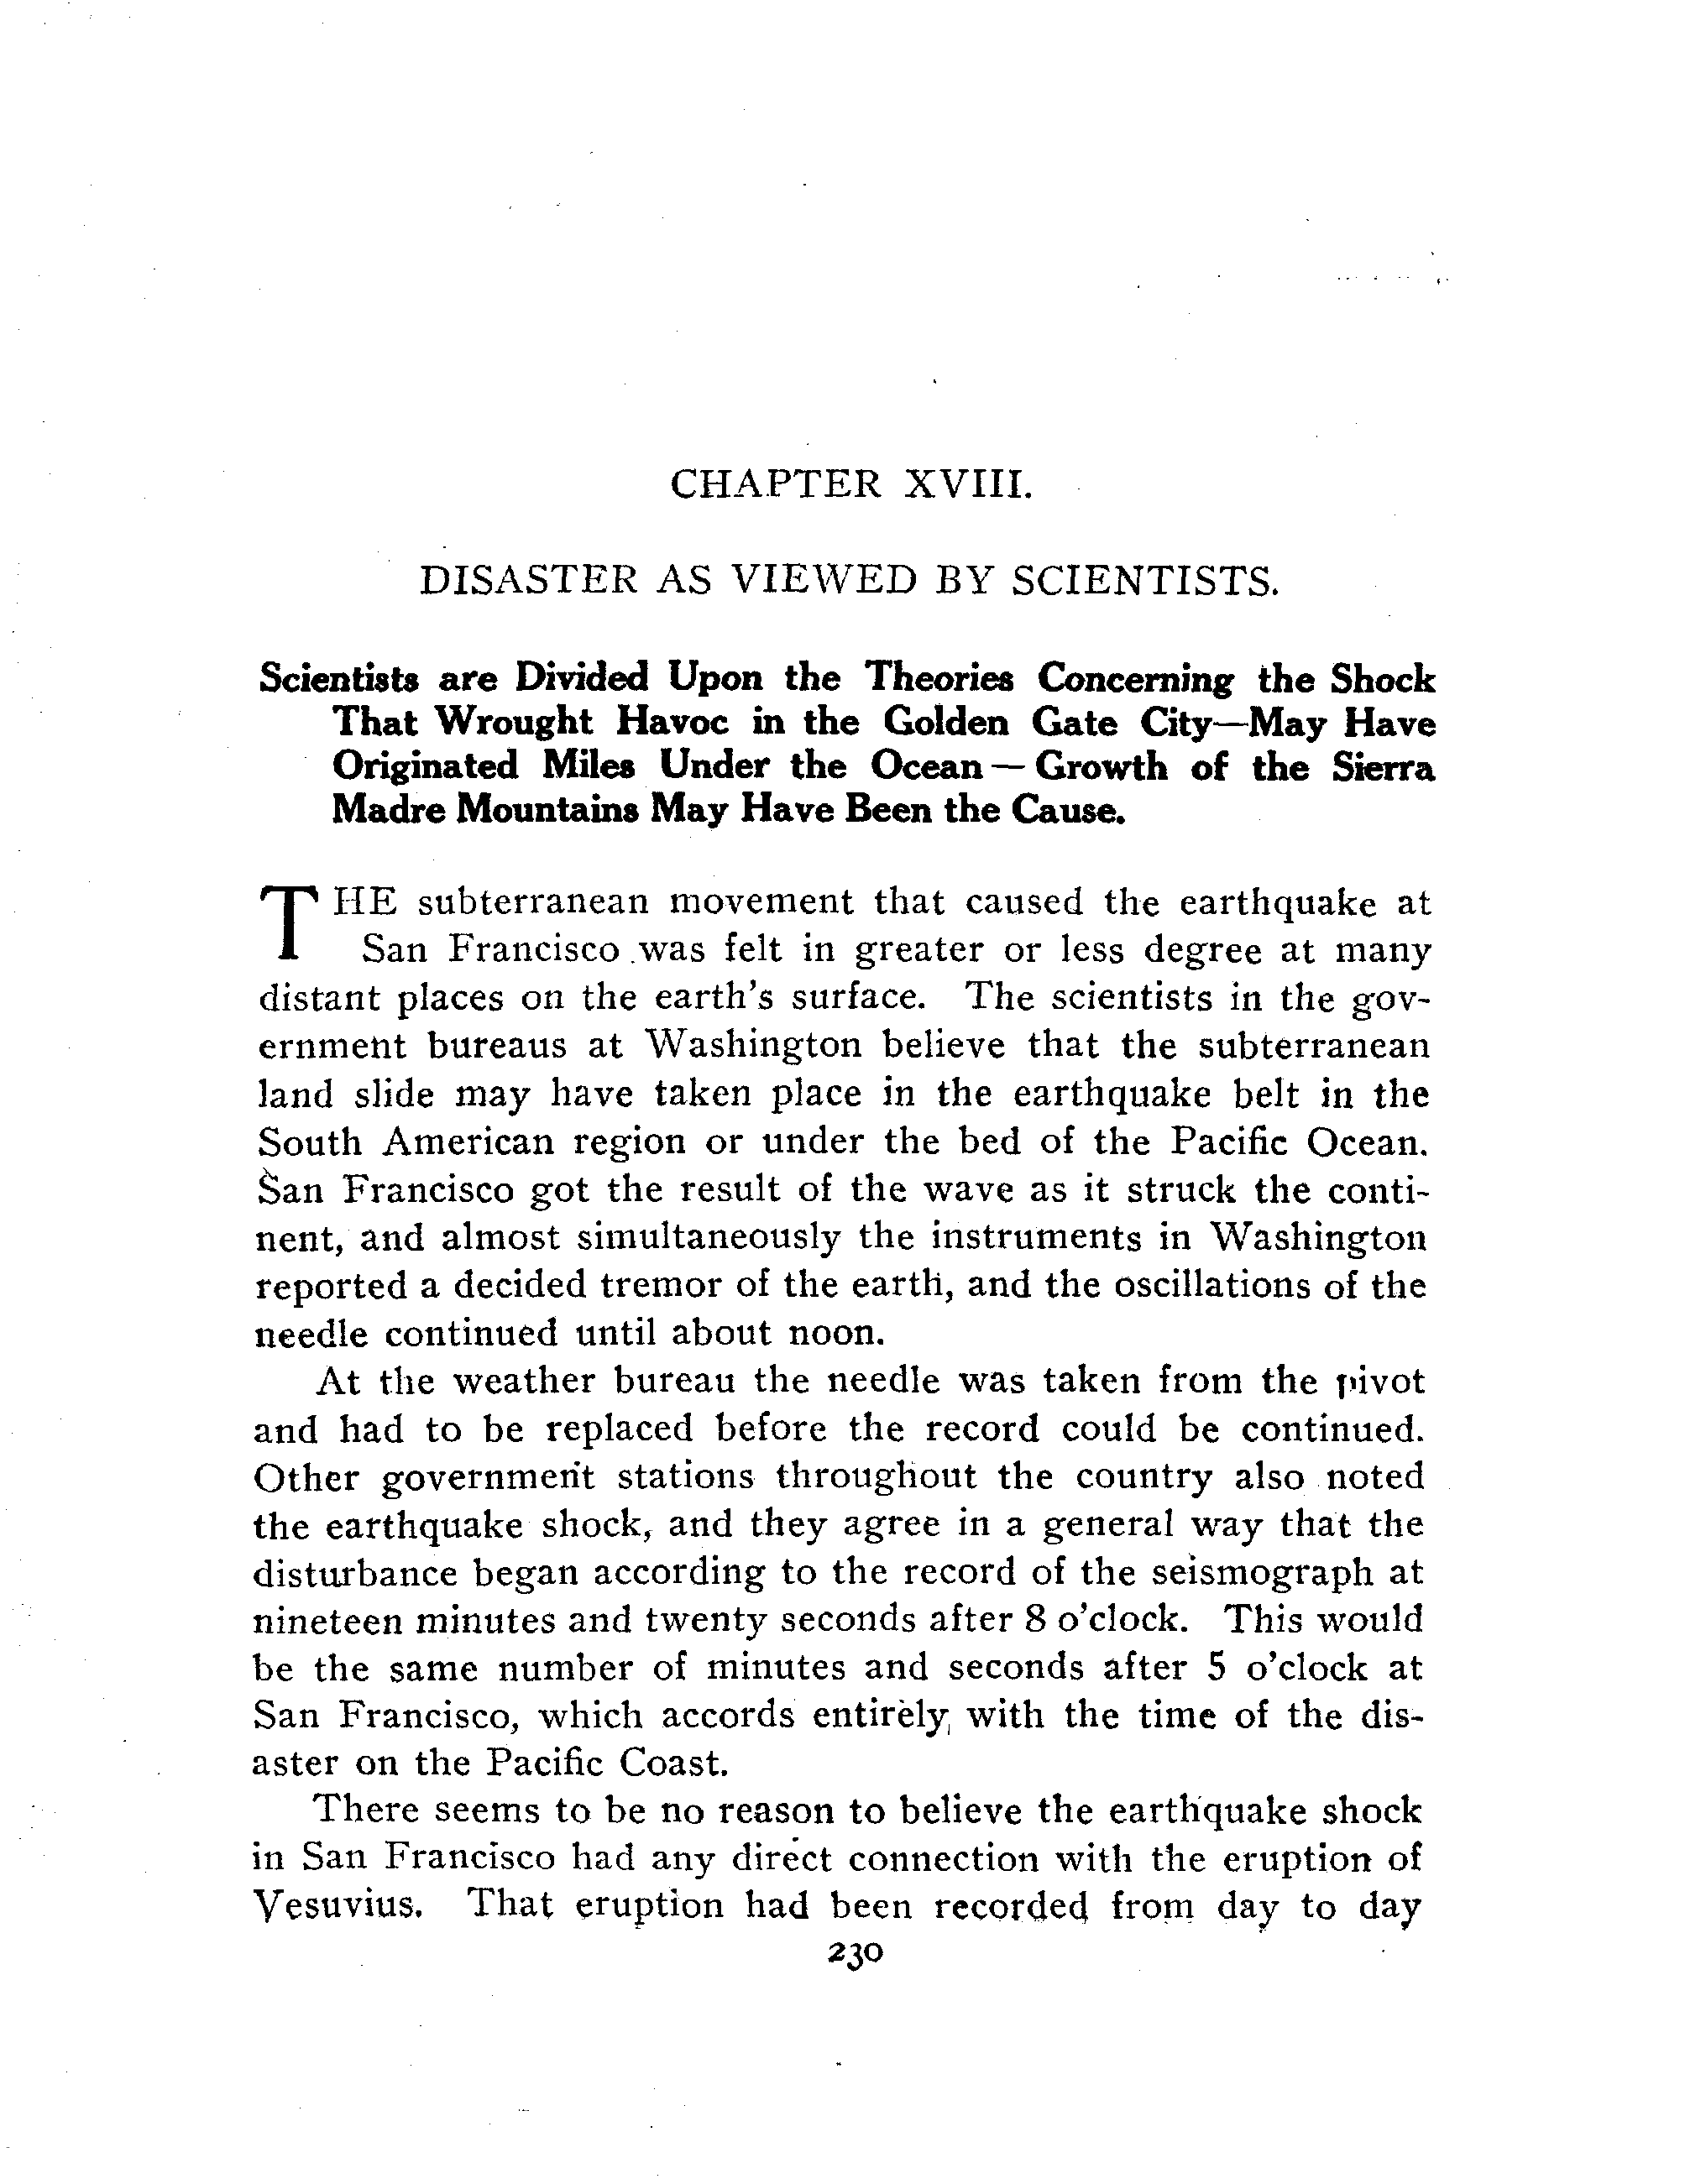 CHAPTER XVIII.
DISASTER AS VIEWED BY SCIENTISTS.
Scientists are Divided Upon the Theories Concerning the Shock
That Wrought Havoc in the Golden Gate City—May Have
Originated Miles Under the Ocean — Growth of the Sierra
Madre Mountains May Have Been the Cause.
THE subterranean movement that caused the earthquake at
San Francisco was felt in greater or less degree at many
distant places on the earth's surface. The scientists in the gov-
ernment bureaus at Washington believe that the subterranean
land slide may have taken place in the earthquake belt in the
South American region or under the bed of the Pacific Ocean.
San Francisco got the result of the wave as it struck the conti-
nent, and almost simultaneously the instruments in Washington
reported a decided tremor of the earth, and the oscillations of the
needle continued until about noon.
At the weather bureau the needle was taken from the pivot
and had to be replaced before the record could be continued.
Other government stations throughout the country also noted
the earthquake shock, and they agree in a general way that the
disturbance began according to the record of the seismograph at
nineteen minutes and twenty seconds after 8 o'clock. This would
be the same number of minutes and seconds after 5 o'clock at
San Francisco, which accords entirely with the time of the dis-
aster on the Pacific Coast.
There seems to be no reason to believe the earthquake shock
in San Francisco had any direct connection with the eruption of
Vesuvius. That eruption had been recorded from day to day
230